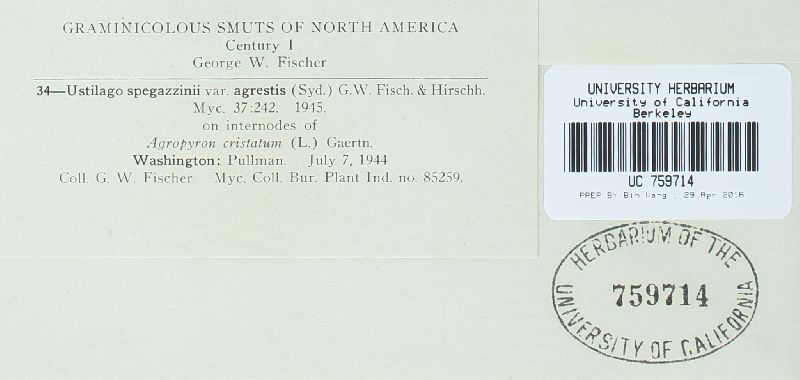 GRAMINICOLOUS SMUTS OF NORTH AMERICA
Century I
George W. Fischer
34—Ustilago spegazzinii var. agrestis (Syd.) G.W. Fisch. & Hirschh.
Myc. 37:242. 1945.
on internodes of
Agropyron cristatum (L.) Gaertn.
Washington: Pullman. July 7, 1944
Coll. G. W. Fischer Myc. Coll. Bur. Plant Ind. no. 85259.
UNIVERSITY HERBARIUM
University of California
Berkeley
UC 759714
PREP BY Bin Wang , 29 Apr 2016
HERBARIUM OF THE
759714
UNIVERSITY OF CALIFORNIA